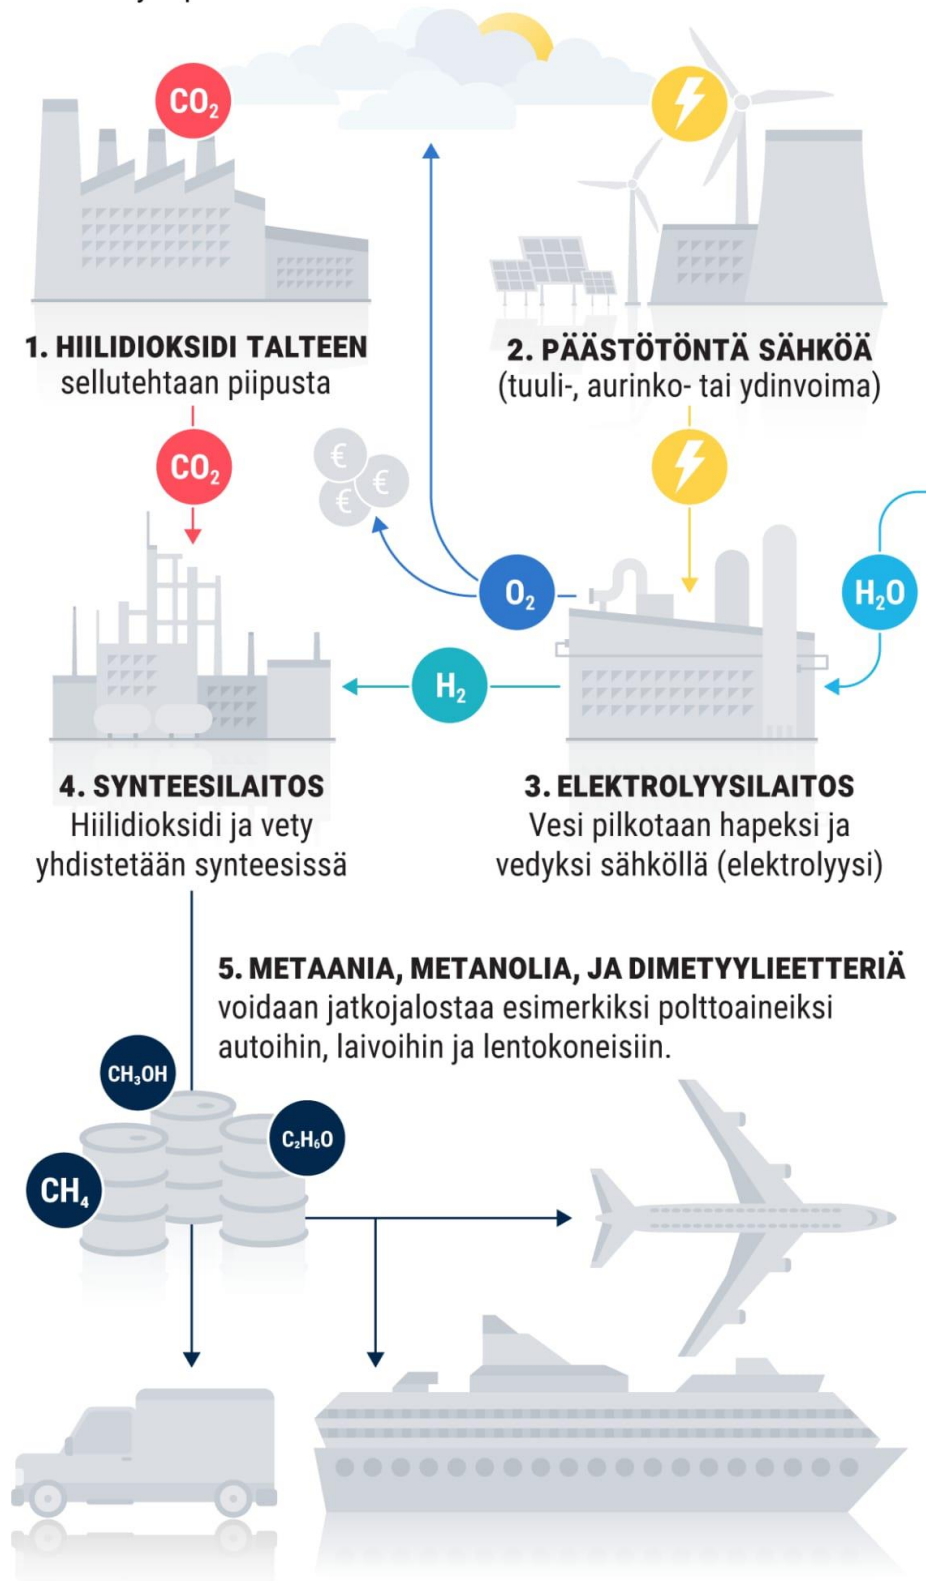 CO₂
1. HIILIDIOKSIDI TALTEEN
sellutehtaan piipusta
2. PÄÄSTÖTÖNTÄ SÄHKÖÄ
(tuuli-, aurinko- tai ydinvoima)
CO₂
€
€
€
O₂
H₂O
H₂
4. SYNTEESILAITOS
Hiilidioksidi ja vety
yhdistetään synteesissä
3. ELEKTROLYYSILAITOS
Vesi pilkotaan hapeksi ja
vedyksi sähköllä (elektrolyysi)
5. METAANIA, METANOLIA, JA DIMETYYLIEETTERIÄ
voidaan jatkojalostaa esimerkiksi polttoaineiksi
autoihin, laivoihin ja lentokoneisiin.
CH₃OH
C₂H₆O
CH₄